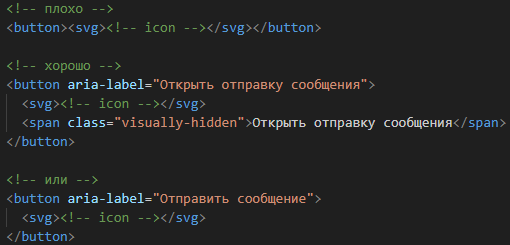 <!-- плохо -->
<button><svg><!-- icon --></svg></button>
<!-- хорошо -->
<button aria-label="Открыть отправку сообщения">
<svg><!-- icon --></svg>
<span class="visually-hidden">Открыть отправку сообщения</span>
</button>
<!-- или -->
<button aria-label="Отправить сообщение">
<svg><!-- icon --></svg>
</button>